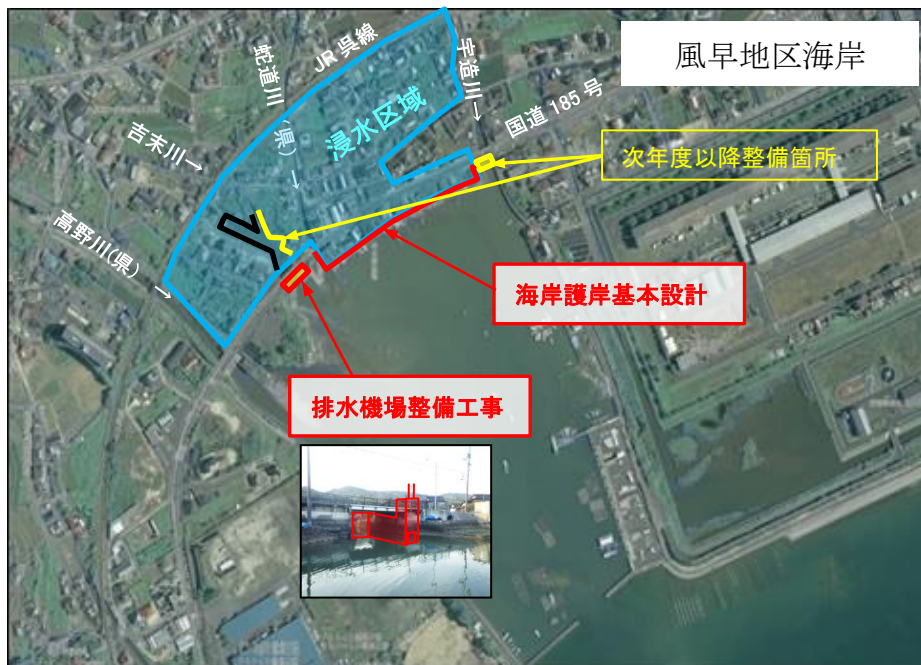 風早地区海岸
JR呉線
蛇道川（県）
宇造川→
国道185号
浸水区域
吉末川→
次年度以降整備箇所
高野川(県)→
海岸護岸基本設計
排水機場整備工事